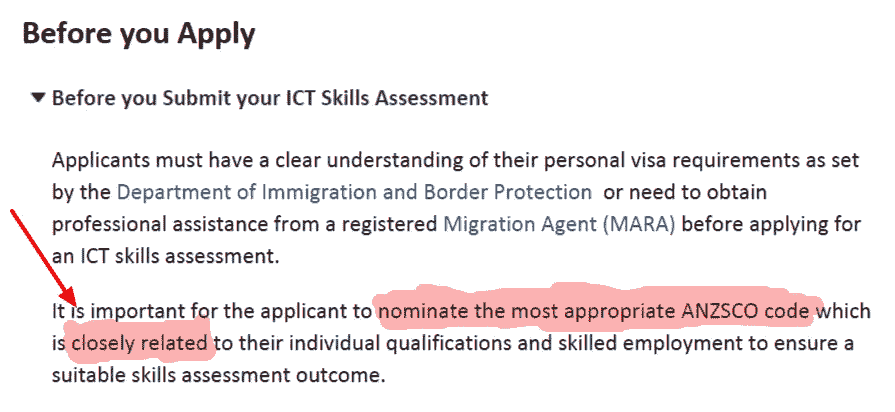 Before you Apply
Before you Submit your ICT Skills Assessment
Applicants must have a clear understanding of their personal visa requirements as set
by the Department of Immigration and Border Protection or need to obtain
professional assistance from a registered Migration Agent (MARA) before applying for
an ICT skills assessment.
It is important for the applicant to nominate the most appropriate ANZSCO code which
is closely related to their individual qualifications and skilled employment to ensure a
suitable skills assessment outcome.